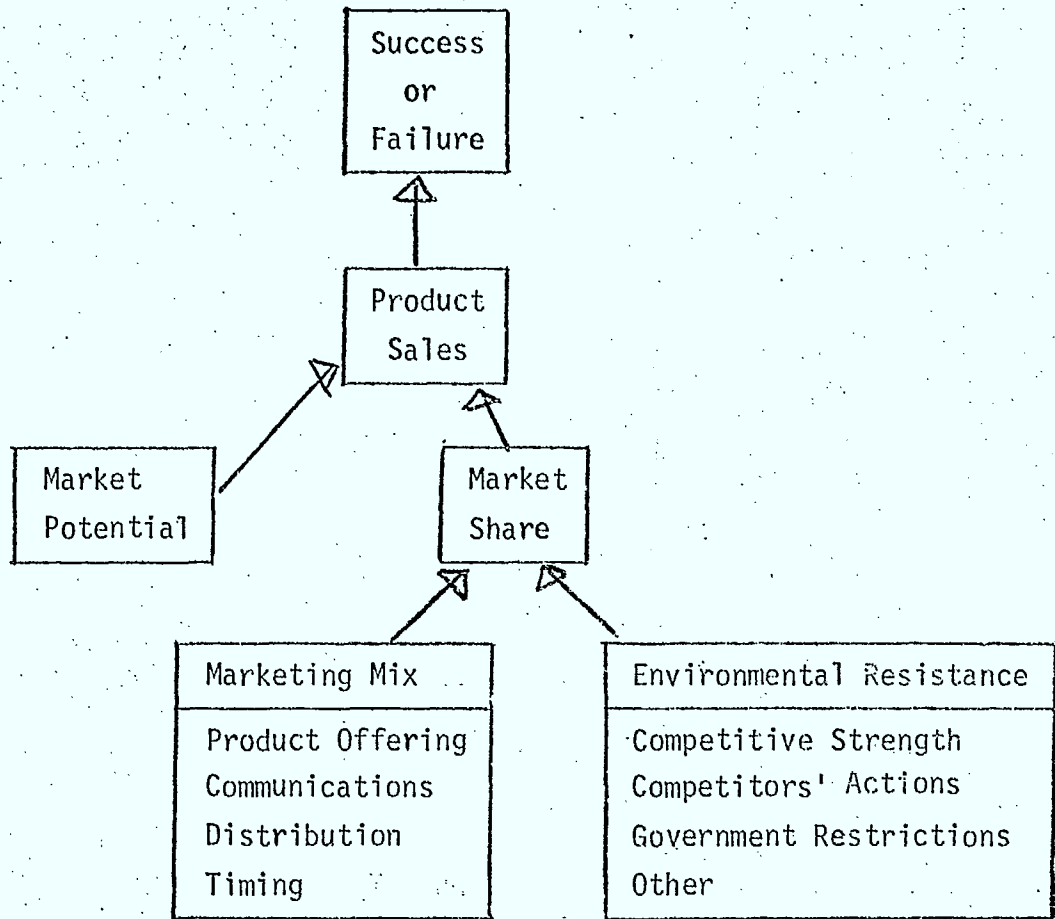 Success
or
Failure
Product
Sales
Market
Potential
Market
Share
Marketing Mix
Product Offering
Communications
Distribution
Timing
Environmental Resistance
Competitive Strength
Competitors' Actions
Government Restrictions
Other